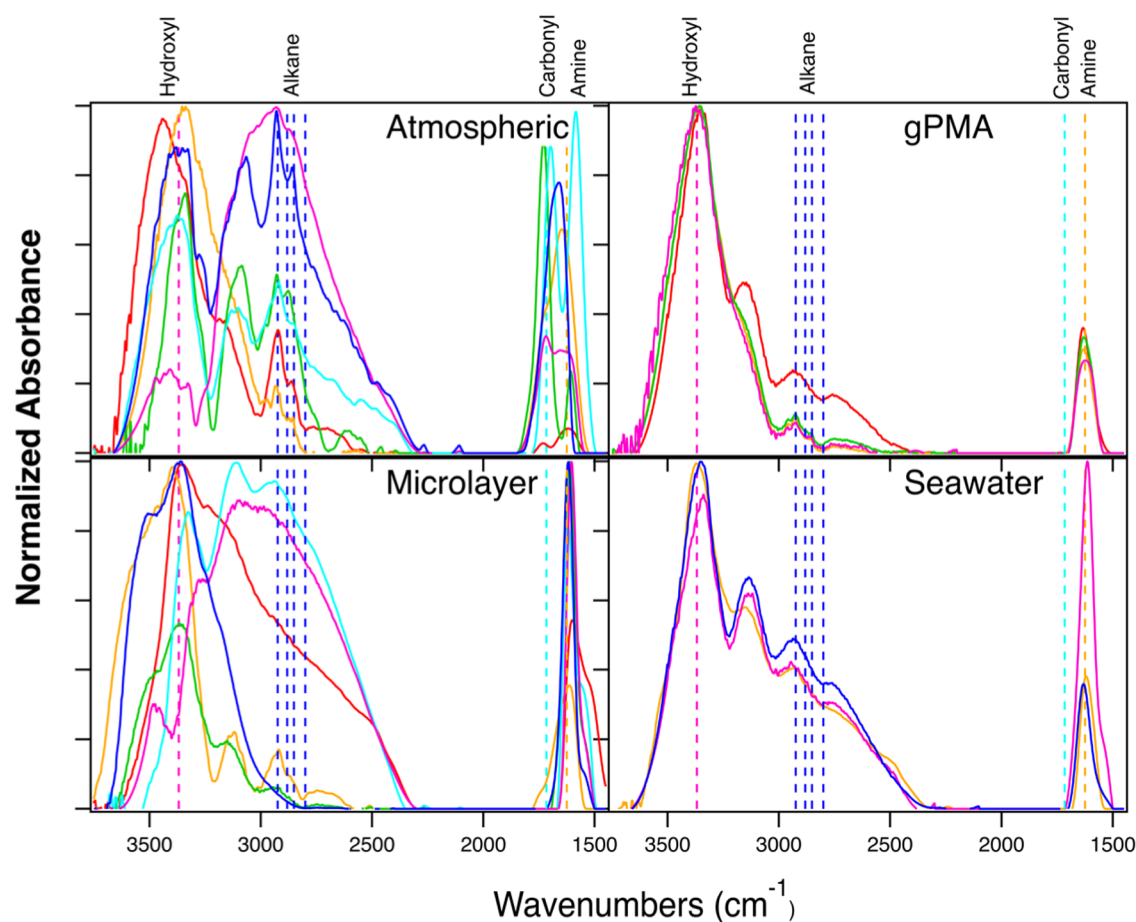 Hydroxyl
Alkane
Carbonyl
Amine
Hydroxyl
Alkane
Carbonyl
Amine
Atmospheric
gPMA
Microlayer
Seawater
Normalized Absorbance
3500 3000 2500 2000 1500
3500 3000 2500 2000 1500
Wavenumbers (cm⁻¹)